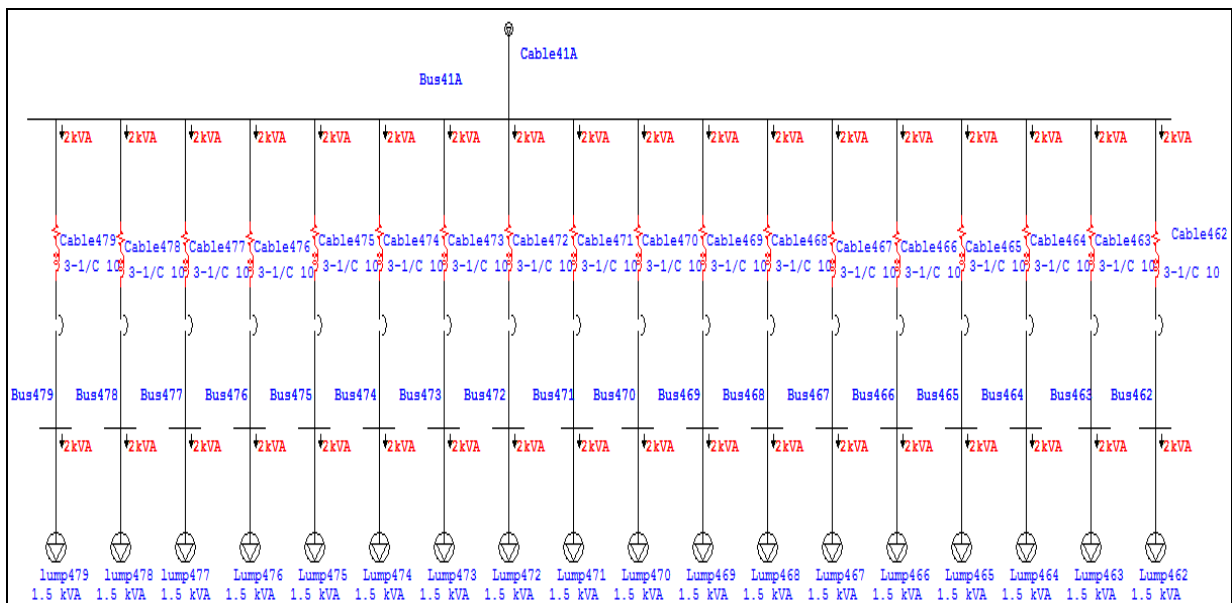 Cable41A
Bus41A
2kVA 2kVA 2kVA 2kVA 2kVA 2kVA 2kVA 2kVA 2kVA 2kVA 2kVA 2kVA 2kVA 2kVA 2kVA 2kVA 2kVA 2kVA
Cable479 Cable478 Cable477 Cable476 Cable475 Cable474 Cable473 Cable472 Cable471 Cable470 Cable469 Cable468 Cable467 Cable466 Cable465 Cable464 Cable463 Cable462
3-1/C 10 3-1/C 10 3-1/C 10 3-1/C 10 3-1/C 10 3-1/C 10 3-1/C 10 3-1/C 10 3-1/C 10 3-1/C 10 3-1/C 10 3-1/C 10 3-1/C 10 3-1/C 10 3-1/C 10 3-1/C 10 3-1/C 10 3-1/C 10
Bus479 Bus478 Bus477 Bus476 Bus475 Bus474 Bus473 Bus472 Bus471 Bus470 Bus469 Bus468 Bus467 Bus466 Bus465 Bus464 Bus463 Bus462
2kVA 2kVA 2kVA 2kVA 2kVA 2kVA 2kVA 2kVA 2kVA 2kVA 2kVA 2kVA 2kVA 2kVA 2kVA 2kVA 2kVA 2kVA
lump479 lump478 lump477 Lump476 Lump475 Lump474 Lump473 Lump472 Lump471 Lump470 Lump469 Lump468 Lump467 Lump466 Lump465 Lump464 Lump463 Lump462
1.5 kVA 1.5 kVA 1.5 kVA 1.5 kVA 1.5 kVA 1.5 kVA 1.5 kVA 1.5 kVA 1.5 kVA 1.5 kVA 1.5 kVA 1.5 kVA 1.5 kVA 1.5 kVA 1.5 kVA 1.5 kVA 1.5 kVA 1.5 kVA